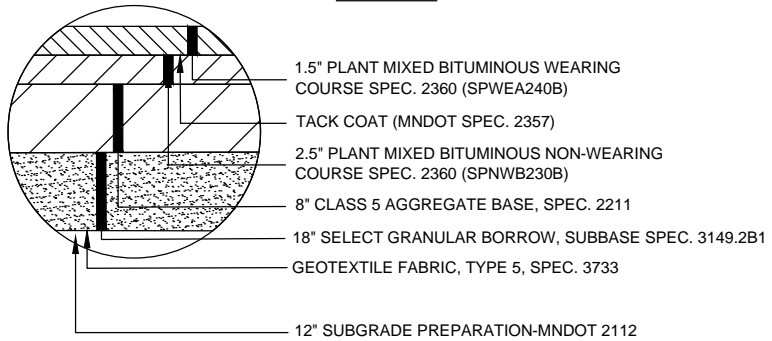 1.5" PLANT MIXED BITUMINOUS WEARING
COURSE SPEC. 2360 (SPWEA240B)
TACK COAT (MNDOT SPEC. 2357)
2.5" PLANT MIXED BITUMINOUS NON-WEARING
COURSE SPEC. 2360 (SPNWB230B)
8" CLASS 5 AGGREGATE BASE, SPEC. 2211
18" SELECT GRANULAR BORROW, SUBBASE SPEC. 3149.2B1
GEOTEXTILE FABRIC, TYPE 5, SPEC. 3733
12" SUBGRADE PREPARATION-MNDOT 2112